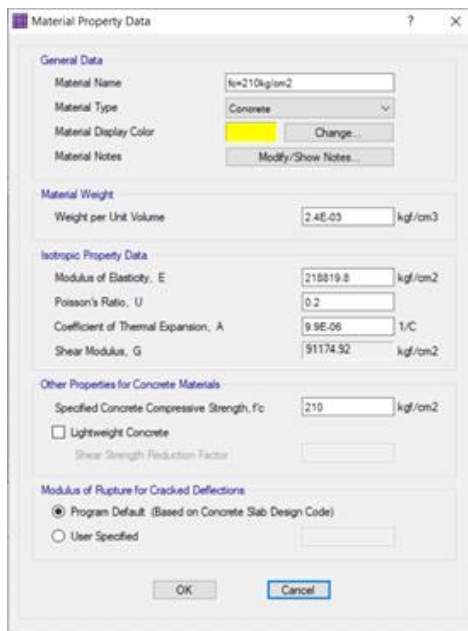 Material Property Data
? ×
General Data
Material Name fc=210kg/cm2
Material Type Concrete
Material Display Color Change...
Material Notes Modify/Show Notes...
Material Weight
Weight per Unit Volume 2.4E-03 kgf/cm3
Isotropic Property Data
Modulus of Elasticity, E 218819.8 kgf/cm2
Poisson's Ratio, U 0.2
Coefficient of Thermal Expansion, A 9.9E-06 1/C
Shear Modulus, G 91174.92 kgf/cm2
Other Properties for Concrete Materials
Specified Concrete Compressive Strength, f'c 210 kgf/cm2
Lightweight Concrete
Shear Strength Reduction Factor
Modulus of Rupture for Cracked Deflections
Program Default (Based on Concrete Slab Design Code)
User Specified
OK Cancel